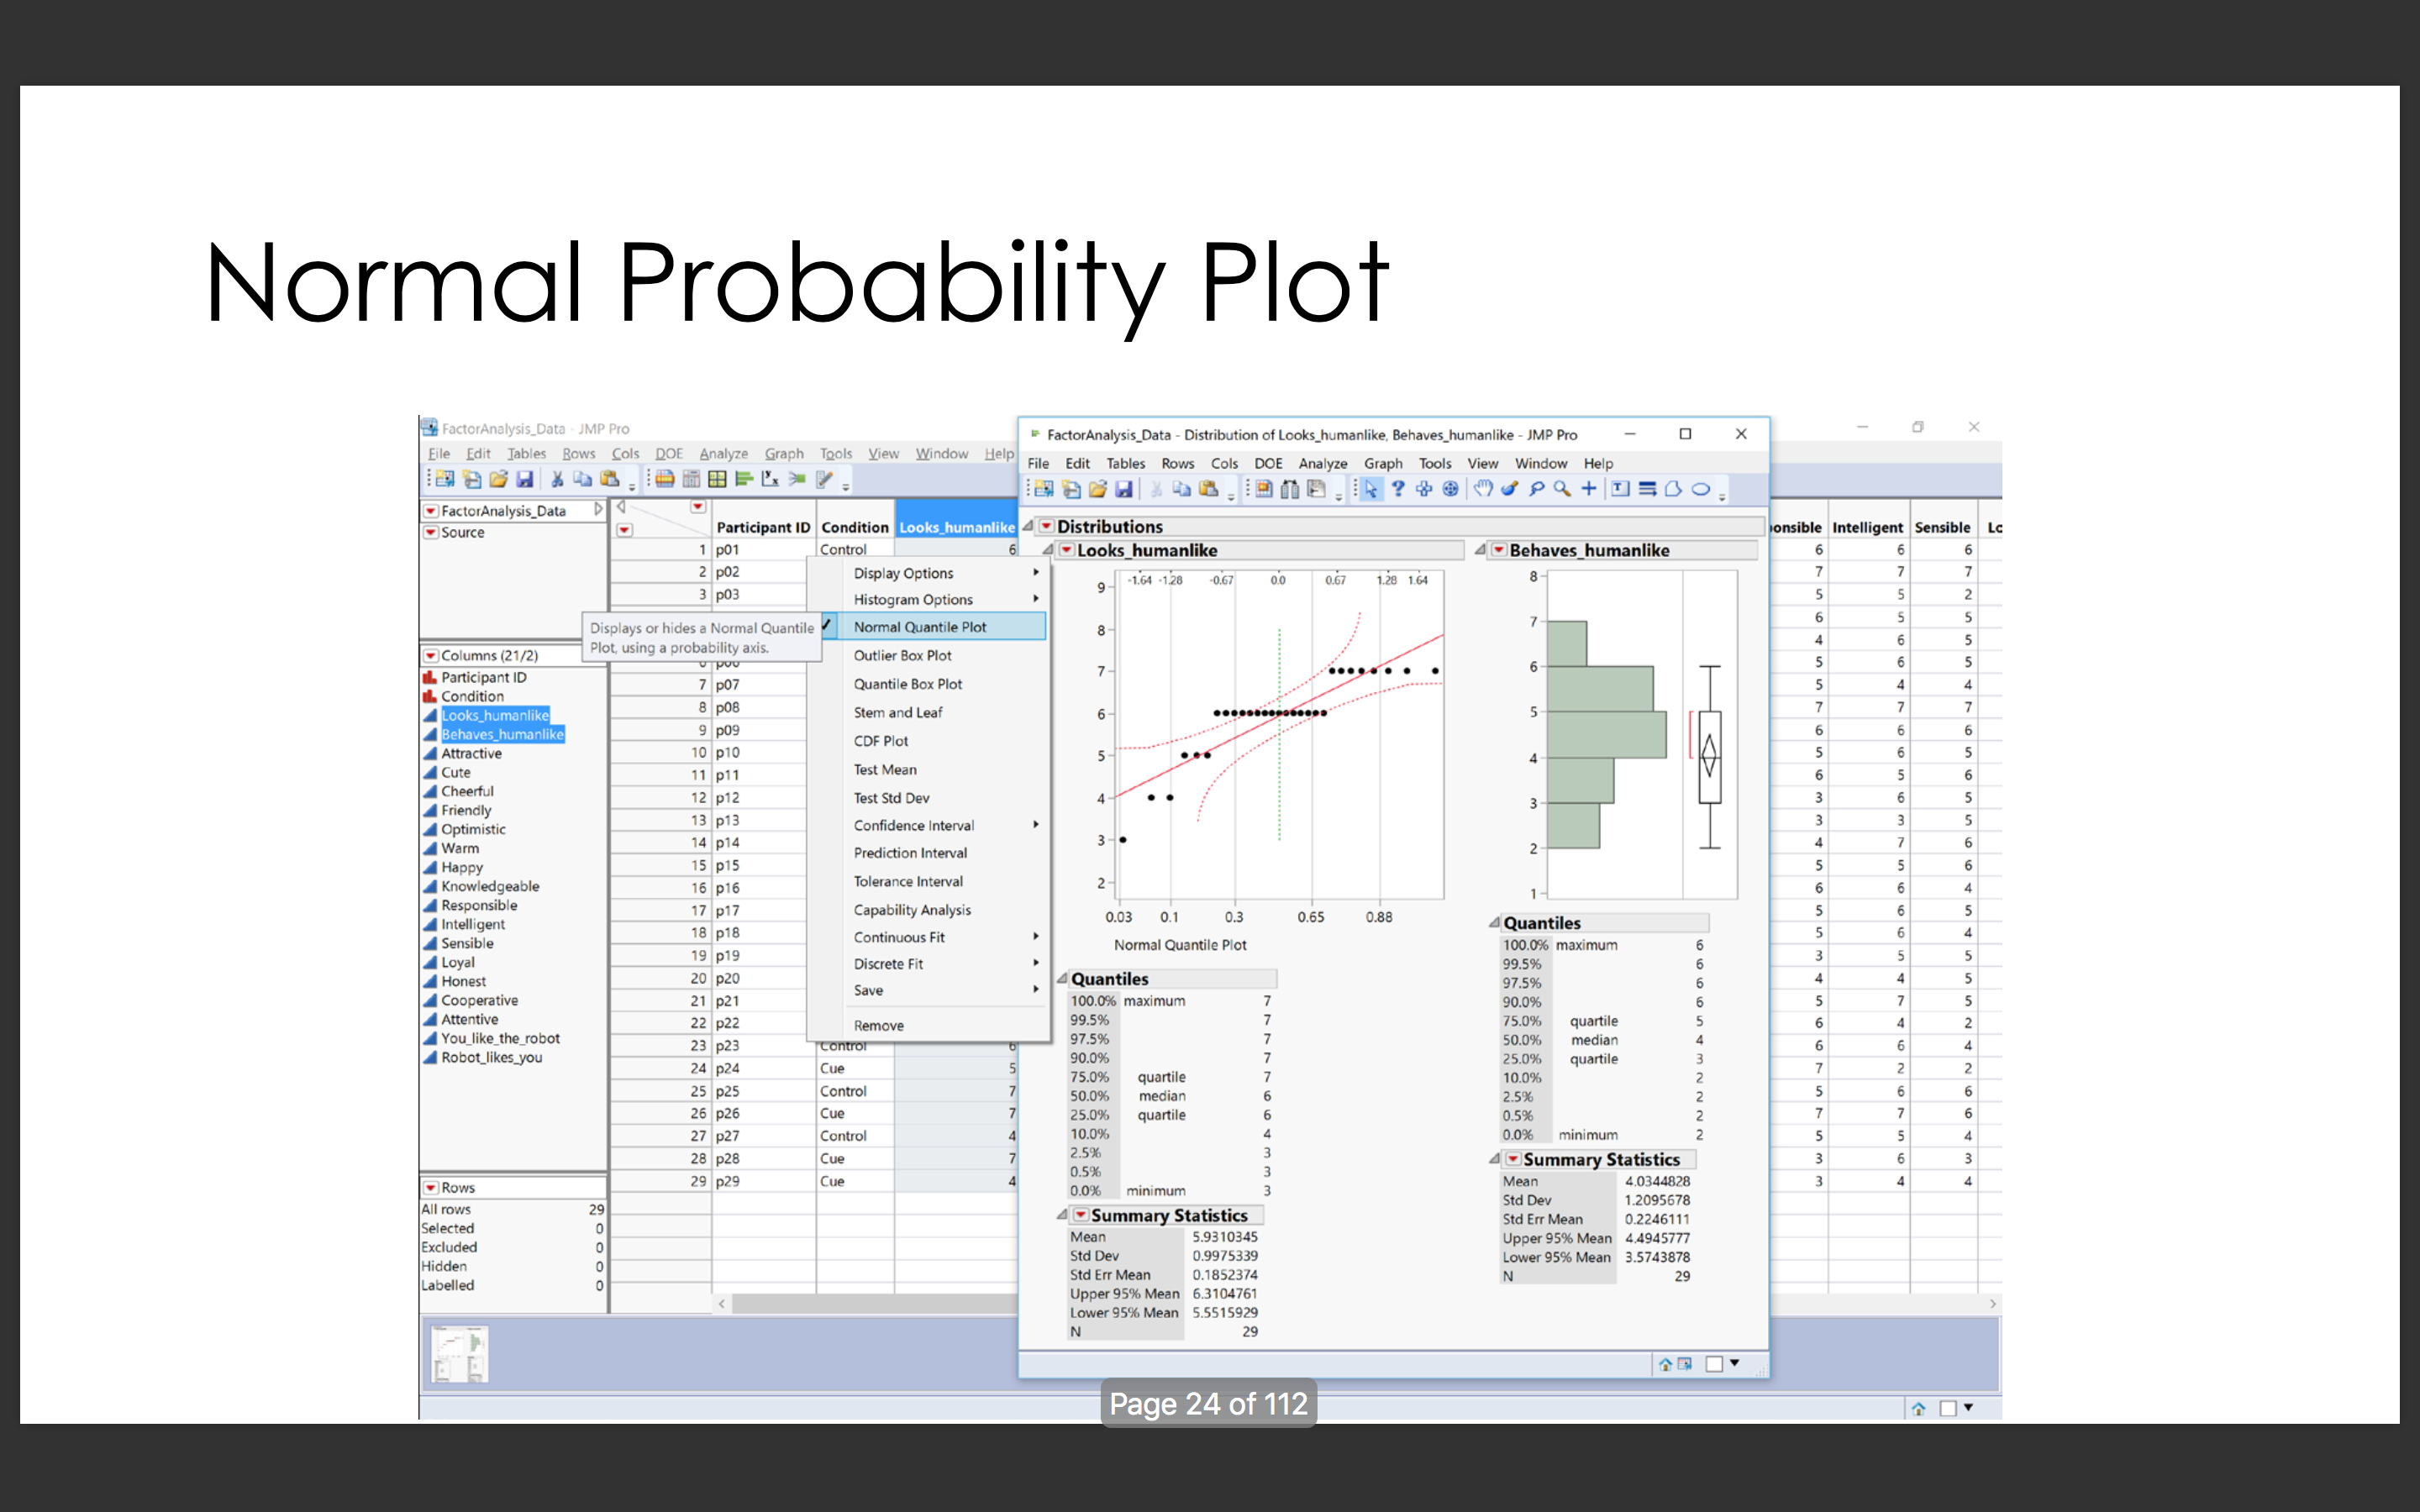 Normal Probability Plot
FactorAnalysis_Data - JMP Pro
File Edit Tables Rows Cols DOE Analyze Graph Tools View Window Help
FactorAnalysis_Data
Source
Columns (21/2)
Participant ID
Condition
Looks_humanlike
Behaves_humanlike
Attractive
Cute
Cheerful
Friendly
Optimistic
Warm
Happy
Knowledgeable
Responsible
Intelligent
Sensible
Loyal
Honest
Cooperative
Attentive
You_like_the_robot
Robot_likes_you
Rows
All rows 29
Selected 0
Excluded 0
Hidden 0
Labelled 0
Participant ID Condition Looks_humanlike
1 p01 Control 6
2 p02
3 p03
7 p07
8 p08
9 p09
10 p10
11 p11
12 p12
13 p13
14 p14
15 p15
16 p16
17 p17
18 p18
19 p19
20 p20
21 p21
22 p22
23 p23 Control 6
24 p24 Cue 5
25 p25 Control 7
26 p26 Cue 7
27 p27 Control 4
28 p28 Cue 7
29 p29 Cue 4
Displays or hides a Normal Quantile
Plot, using a probability axis.
Display Options
Histogram Options
Normal Quantile Plot
Outlier Box Plot
Quantile Box Plot
Stem and Leaf
CDF Plot
Test Mean
Test Std Dev
Confidence Interval
Prediction Interval
Tolerance Interval
Capability Analysis
Continuous Fit
Discrete Fit
Save
Remove
FactorAnalysis_Data - Distribution of Looks_humanlike, Behaves_humanlike - JMP Pro
File Edit Tables Rows Cols DOE Analyze Graph Tools View Window Help
Distributions
Looks_humanlike
-1.64 -1.28 -0.67 0.0 0.67 1.28 1.64
9
8
7
6
5
4
3
2
0.03 0.1 0.3 0.65 0.88
Normal Quantile Plot
Quantiles
100.0% maximum 7
99.5% 7
97.5% 7
90.0% 7
75.0% quartile 7
50.0% median 6
25.0% quartile 6
10.0% 4
2.5% 3
0.5% 3
0.0% minimum 3
Summary Statistics
Mean 5.9310345
Std Dev 0.9975339
Std Err Mean 0.1852374
Upper 95% Mean 6.3104761
Lower 95% Mean 5.5515929
N 29
Behaves_humanlike
8
7
6
5
4
3
2
1
Quantiles
100.0% maximum 6
99.5% 6
97.5% 6
90.0% 6
75.0% quartile 5
50.0% median 4
25.0% quartile 3
10.0% 2
2.5% 2
0.5% 2
0.0% minimum 2
Summary Statistics
Mean 4.0344828
Std Dev 1.2095678
Std Err Mean 0.2246111
Upper 95% Mean 4.4945777
Lower 95% Mean 3.5743878
N 29
onsible Intelligent Sensible Lo
6 6 6
7 7 7
5 5 2
6 5 5
4 6 5
5 6 5
5 4 4
7 7 7
6 6 6
5 6 5
6 5 6
3 6 5
3 3 5
4 7 6
5 5 6
6 6 4
5 6 5
5 6 4
3 5 5
4 4 5
5 7 5
6 4 2
6 6 4
7 2 2
5 6 6
7 7 6
5 5 4
3 6 3
3 4 4
Page 24 of 112